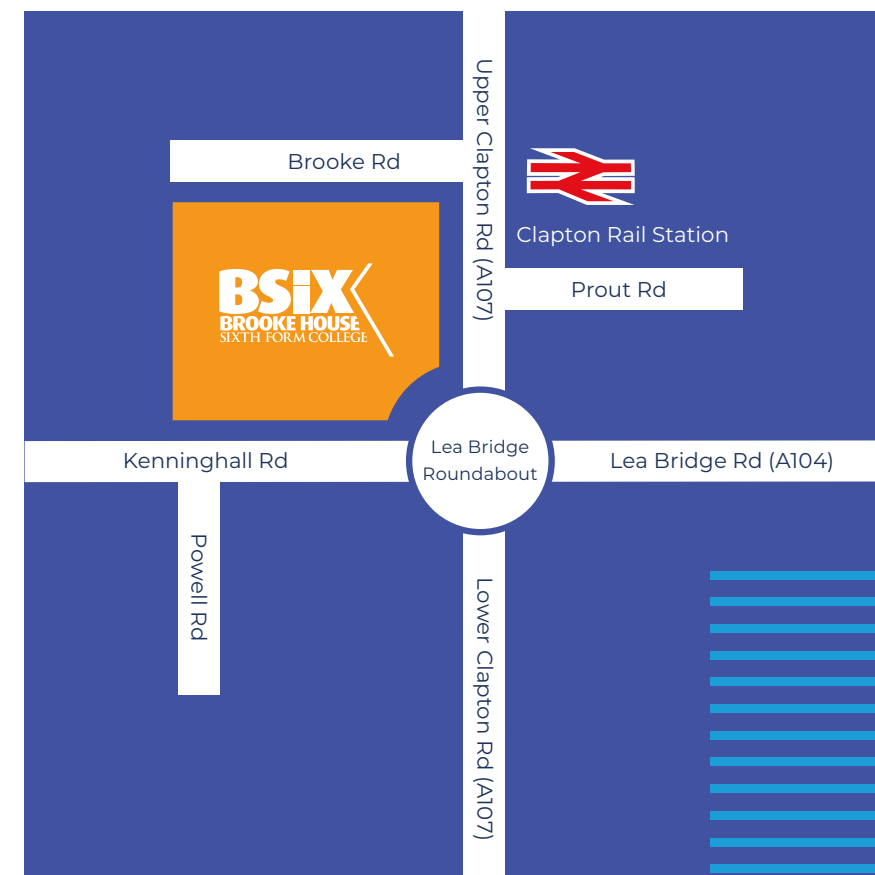 Upper Clapton Rd (A107)
Brooke Rd
Clapton Rail Station
BSiX
BROOKE HOUSE
SIXTH FORM COLLEGE
Prout Rd
Kenninghall Rd
Lea Bridge
Roundabout
Lea Bridge Rd (A104)
Powell Rd
Lower Clapton Rd (A107)